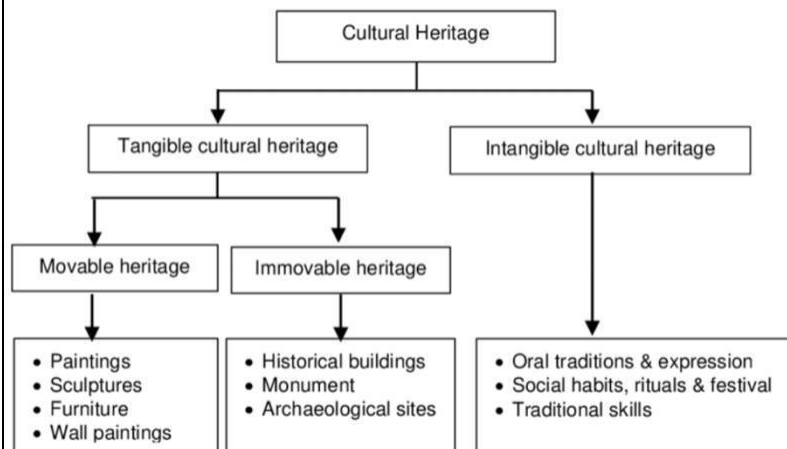 Cultural Heritage
Tangible cultural heritage
Intangible cultural heritage
Movable heritage
Immovable heritage
• Paintings
• Sculptures
• Furniture
• Wall paintings
• Historical buildings
• Monument
• Archaeological sites
• Oral traditions & expression
• Social habits, rituals & festival
• Traditional skills